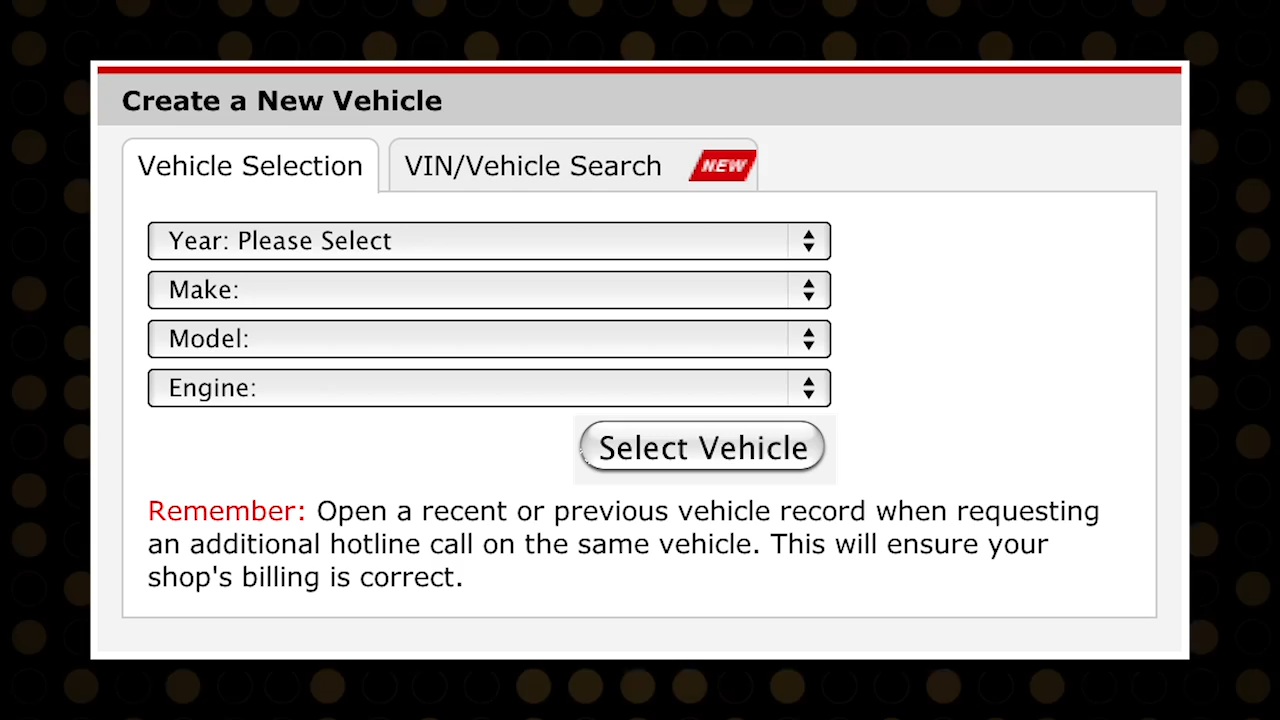 Create a New Vehicle
Vehicle Selection
VIN/Vehicle Search NEW
Year: Please Select
Make:
Model:
Engine:
Select Vehicle
Remember: Open a recent or previous vehicle record when requesting
an additional hotline call on the same vehicle. This will ensure your
shop's billing is correct.